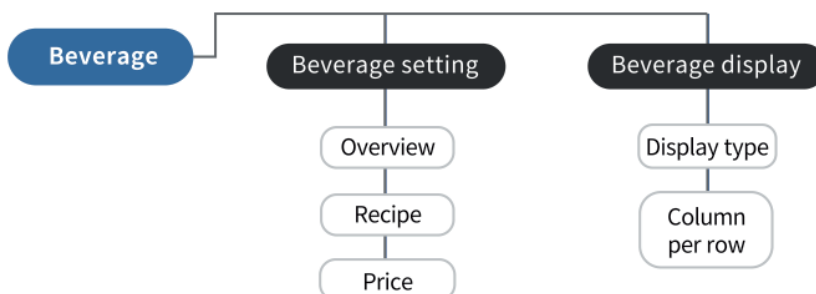 Beverage
Beverage setting
Overview
Recipe
Price
Beverage display
Display type
Column
per row